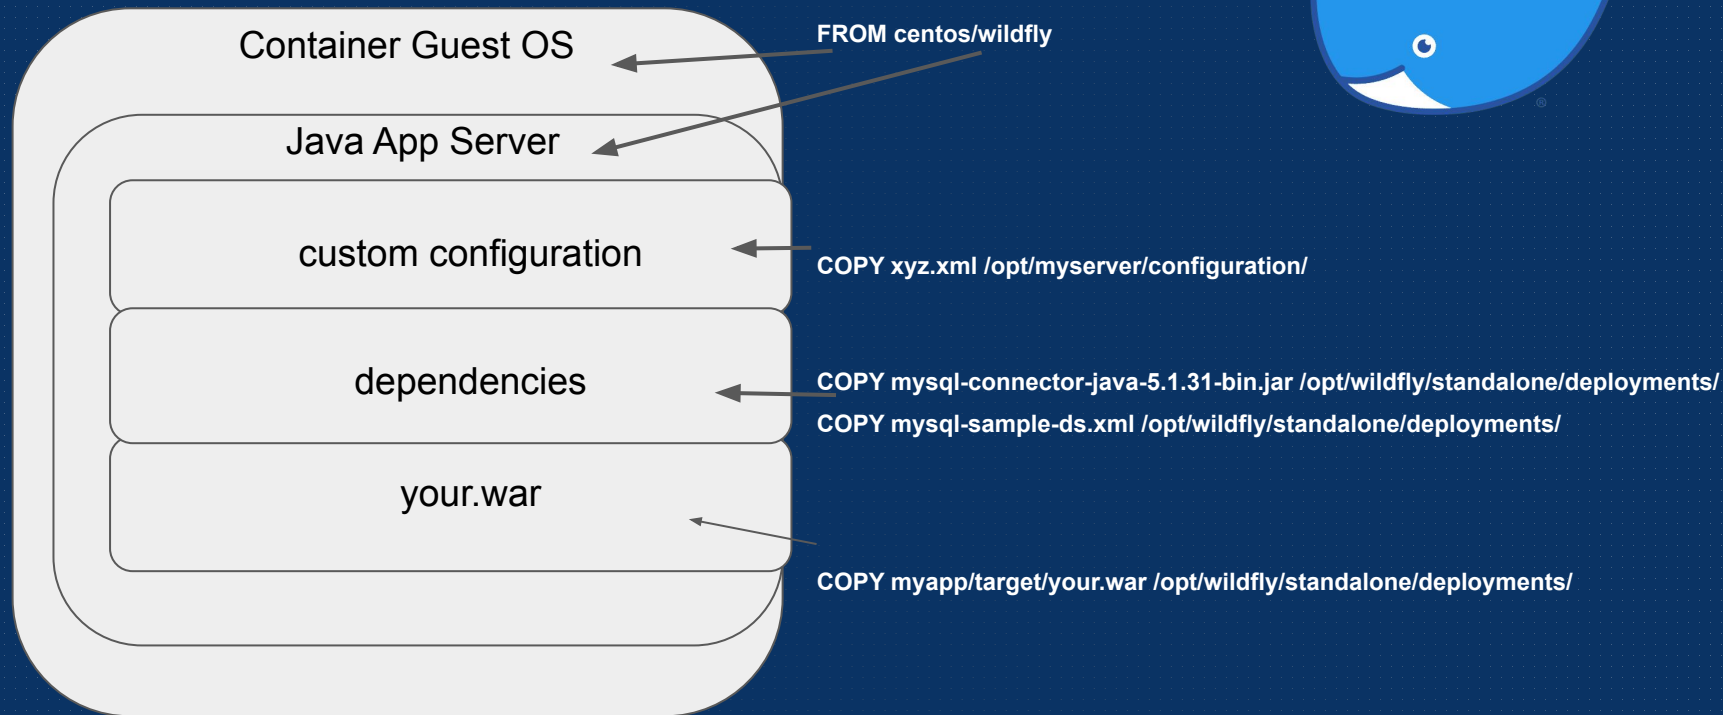 Container Guest OS
FROM centos/wildfly
Java App Server
custom configuration
COPY xyz.xml /opt/myserver/configuration/
dependencies
COPY mysql-connector-java-5.1.31-bin.jar /opt/wildfly/standalone/deployments/
COPY mysql-sample-ds.xml /opt/wildfly/standalone/deployments/
your.war
COPY myapp/target/your.war /opt/wildfly/standalone/deployments/
®